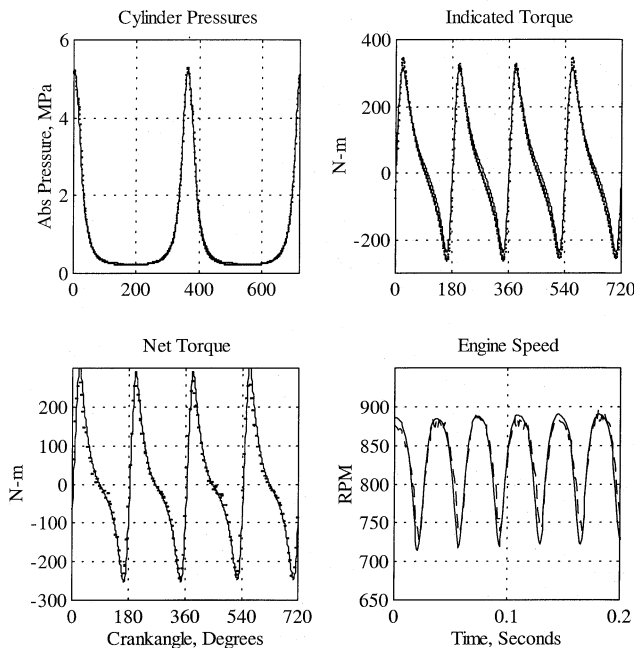 Cylinder Pressures
6
4
2
0
Abs Pressure, MPa
0 200 400 600
Indicated Torque
400
200
0
-200
N-m
0 180 360 540 720
Net Torque
200
100
0
-100
-200
-300
N-m
0 180 360 540 720
Crankangle, Degrees
Engine Speed
900
850
800
750
700
650
RPM
0 0.1 0.2
Time, Seconds